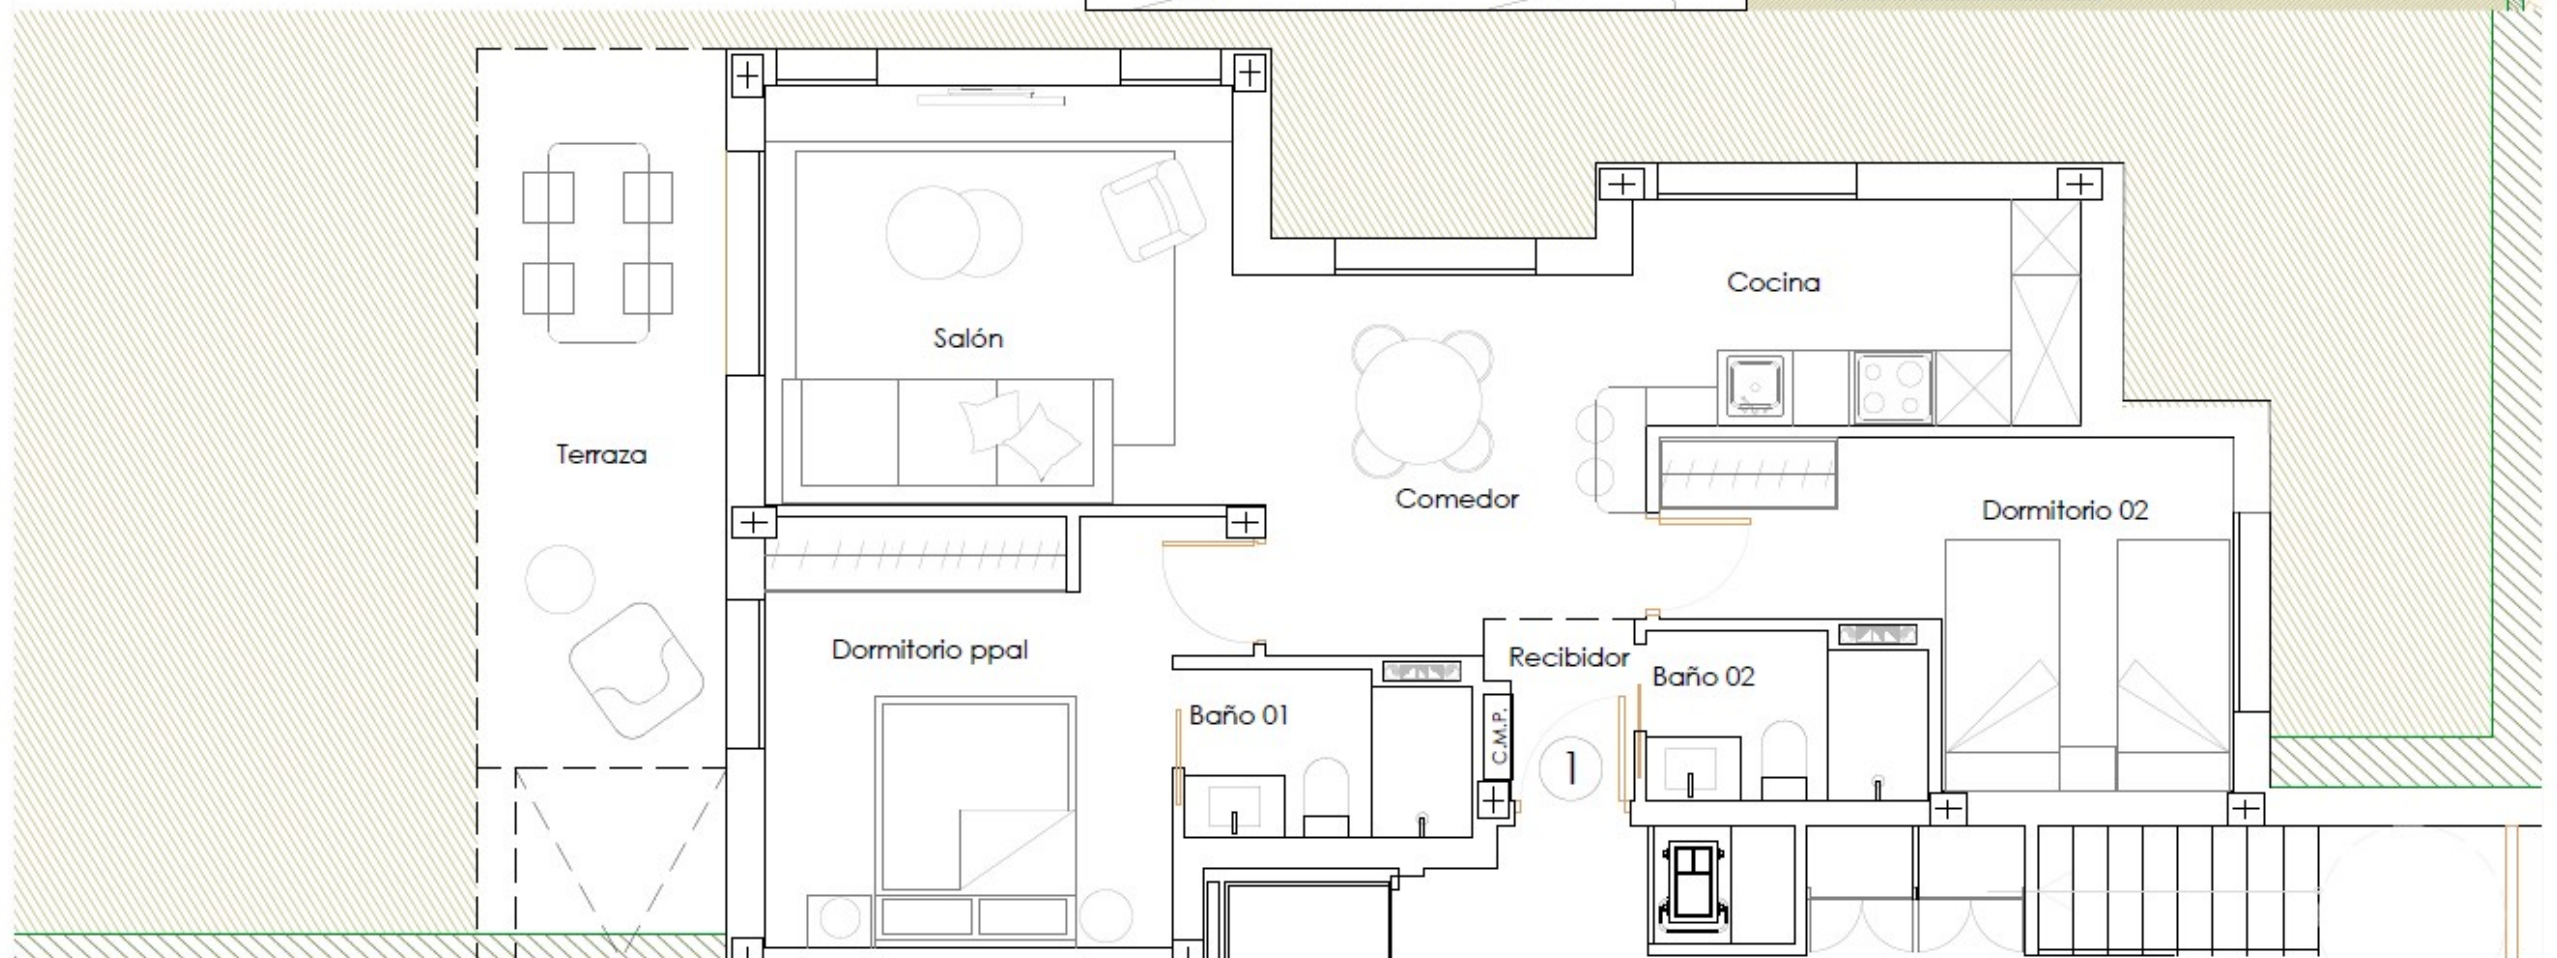 Cocina
Salón
Terraza
Comedor
Dormitorio 02
Dormitorio ppal
Recibidor
Baño 02
Baño 01
C.M.P.
1